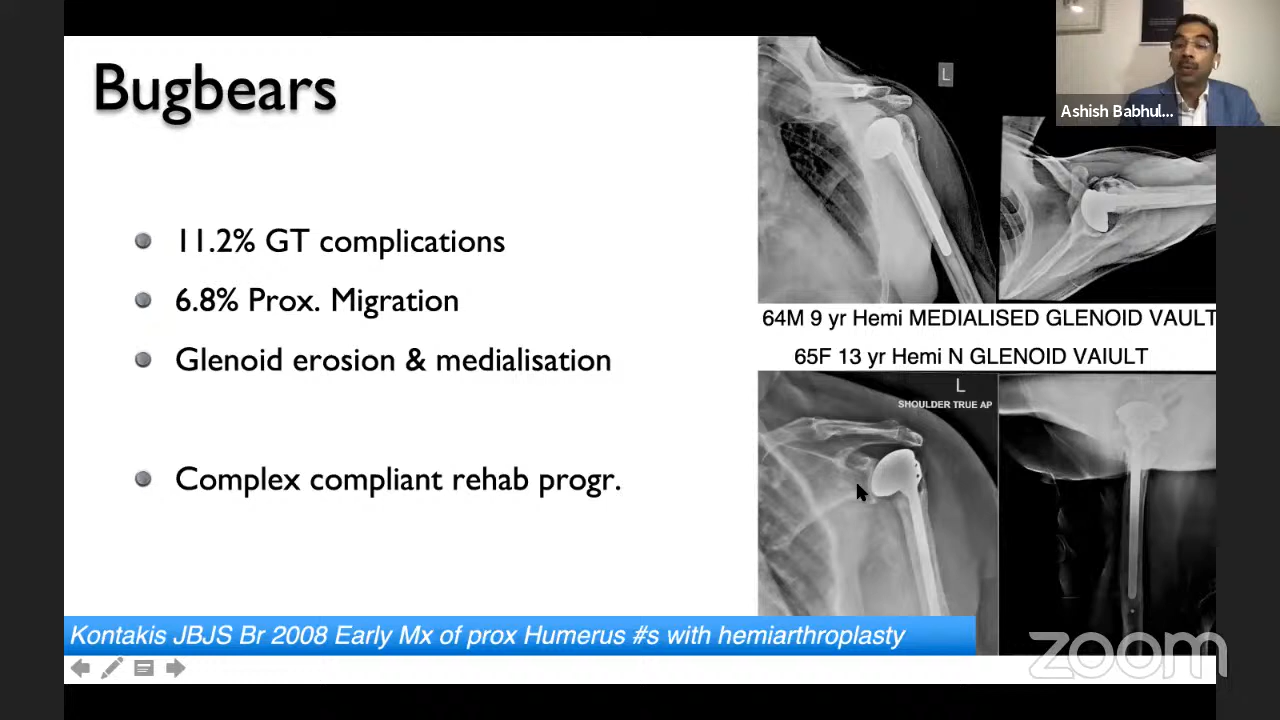 Bugbears
11.2% GT complications
6.8% Prox. Migration
Glenoid erosion & medialisation
Complex compliant rehab progr.
Kontakis JBJS Br 2008 Early Mx of prox Humerus #s with hemiarthroplasty
L
64M 9 yr Hemi MEDIALISED GLENOID VAULT
65F 13 yr Hemi N GLENOID VAIULT
L
SHOULDER TRUE AP
Ashish Babhul...
zoom